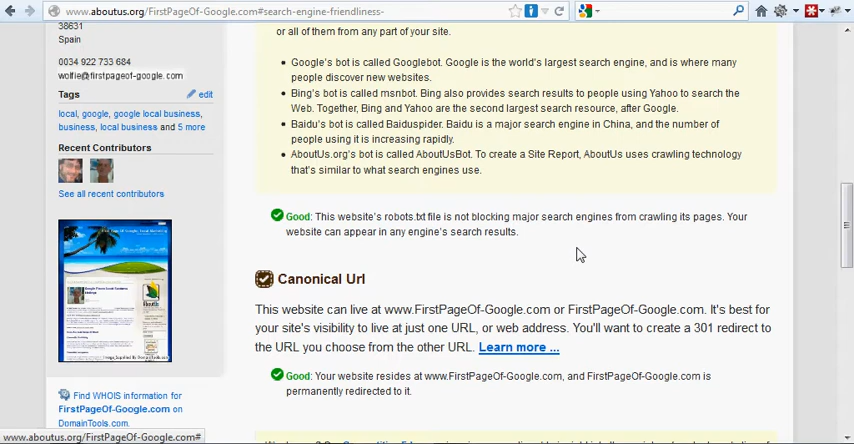 www.aboutus.org/FirstPageOf-Google.com#search-engine-friendliness-
38631
Spain
0034 922 733 684
wolfie@firstpageof-google.com
Tags
edit
local, google, google local business,
business, local business and 5 more
Recent Contributors
See all recent contributors
Find WHOIS information for
FirstPageOf-Google.com on
DomainTools.com.
or all of them from any part of your site.
Google's bot is called Googlebot. Google is the world's largest search engine, and is where many
people discover new websites.
Bing's bot is called msnbot. Bing also provides search results to people using Yahoo to search the
Web. Together, Bing and Yahoo are the second largest search resource, after Google.
Baidu's bot is called Baiduspider. Baidu is a major search engine in China, and the number of
people using it is increasing rapidly.
AboutUs.org's bot is called AboutUsBot. To create a Site Report, AboutUs uses crawling technology
that's similar to what search engines use.
Good: This website's robots.txt file is not blocking major search engines from crawling its pages. Your
website can appear in any engine's search results.
Canonical Url
This website can live at www.FirstPageOf-Google.com or FirstPageOf-Google.com. It's best for
your site's visibility to live at just one URL, or web address. You'll want to create a 301 redirect to
the URL you choose from the other URL. Learn more ...
Good: Your website resides at www.FirstPageOf-Google.com, and FirstPageOf-Google.com is
permanently redirected to it.
www.aboutus.org/FirstPageOf-Google.com#